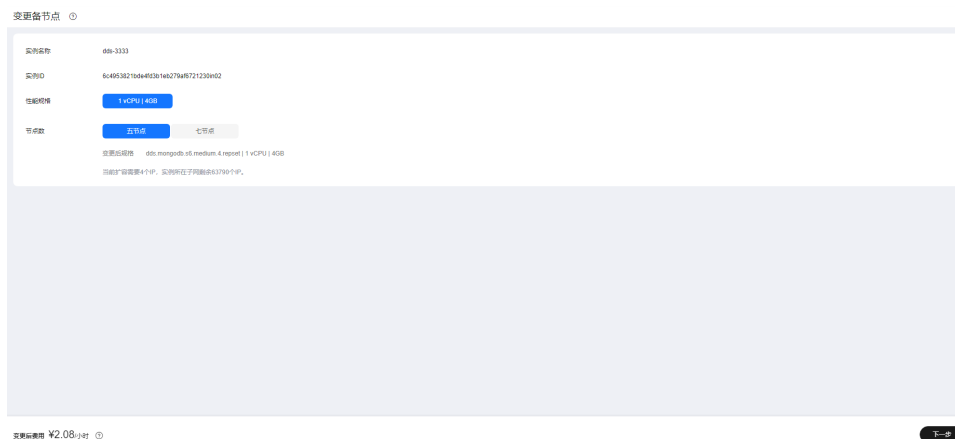 变更备节点
实例名称 dds-3333
实例ID 6c4953821bde4fd3b1eb279af6721230in02
性能规格 1 vCPU | 4GB
节点数 五节点 七节点
变更后规格 dds.mongodb.s6.medium.4.repset | 1 vCPU | 4GB
当前扩容需要4个IP，实例所在子网剩余63790个IP。
变更后费用 ¥2.08/小时
下一步